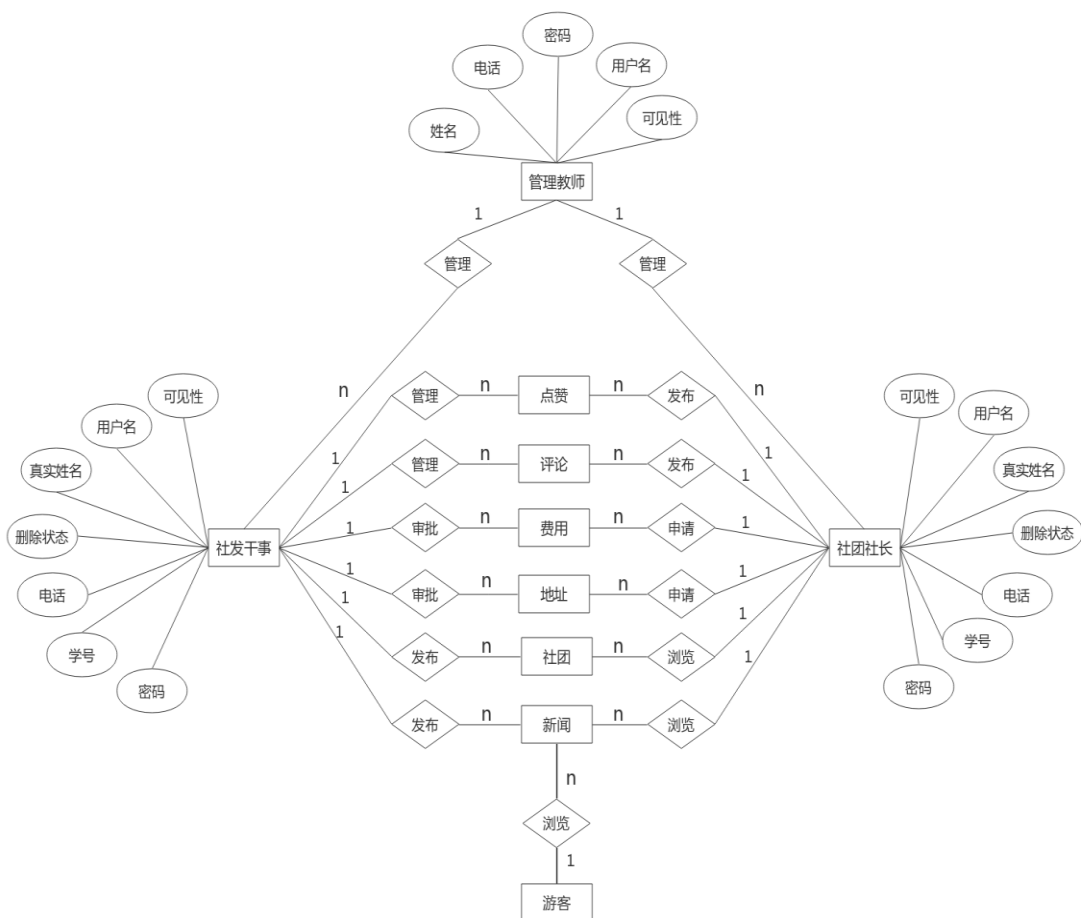 密码
电话
用户名
可见性
姓名
管理教师
1
1
管理
管理
n
n
可见性
用户名
真实姓名
删除状态
电话
学号
密码
社发干事
1
管理
n
点赞
n
发布
1
1
管理
n
评论
n
发布
1
1
审批
n
费用
n
申请
1
1
审批
n
地址
n
申请
1
1
发布
n
社团
n
浏览
1
1
发布
n
新闻
n
浏览
1
社团社长
可见性
用户名
真实姓名
删除状态
电话
学号
密码
n
浏览
1
游客